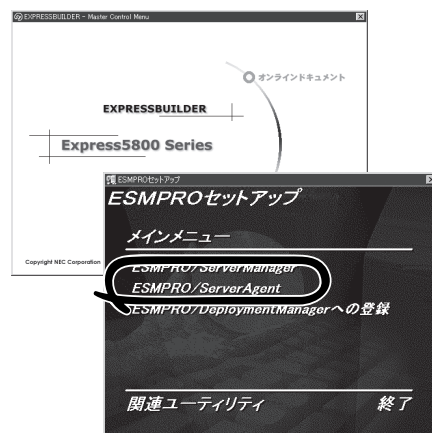 EXPRESSBUILDER - Master Control Menu
オンラインドキュメント
EXPRESSBUILDER
Express5800 Series
Copyright NEC Corporation
ESMPROセットアップ
ESMPROセットアップ
メインメニュー
ESMPRO/ServerManager
ESMPRO/ServerAgent
ESMPRO/DeploymentManagerへの登録
関連ユーティリティ
終了